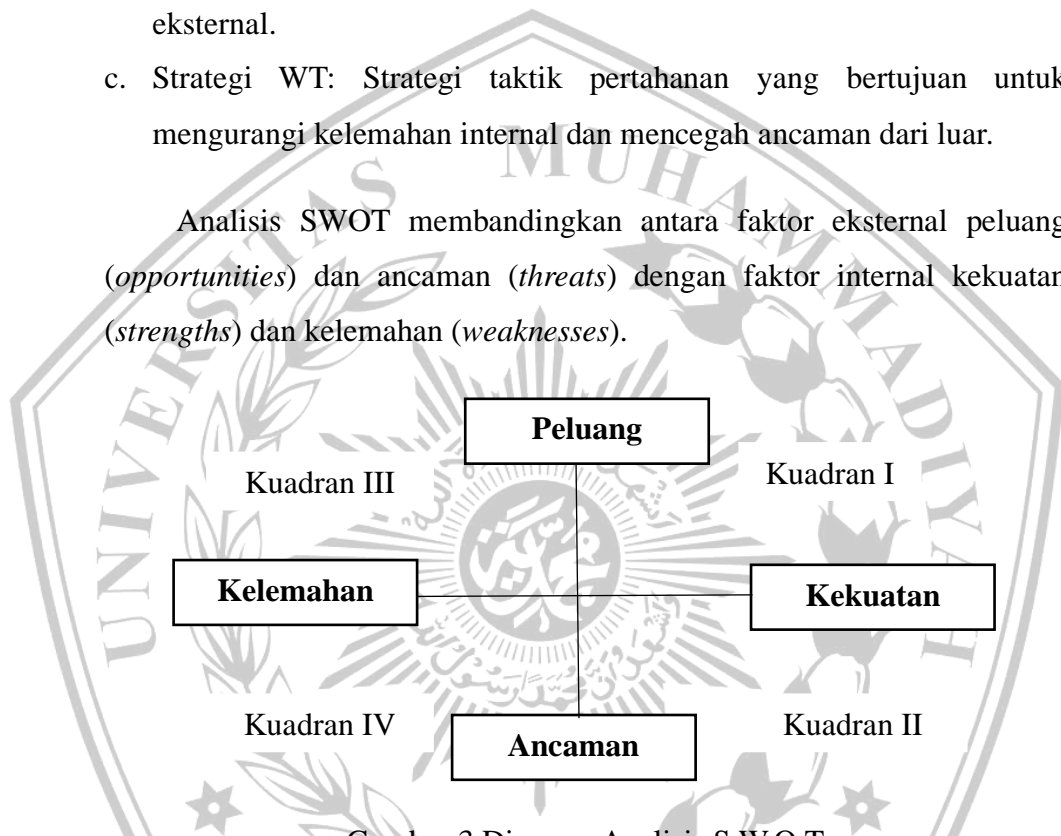 eksternal.
c. Strategi WT: Strategi taktik pertahanan yang bertujuan untuk
mengurangi kelemahan internal dan mencegah ancaman dari luar.
Analisis SWOT membandingkan antara faktor eksternal peluang
(opportunities) dan ancaman (threats) dengan faktor internal kekuatan
(strengths) dan kelemahan (weaknesses).
Peluang
Kuadran III
Kuadran I
Kelemahan
Kekuatan
Kuadran IV
Kuadran II
Ancaman
UNIVERSITAS MUHAMMADIYAH